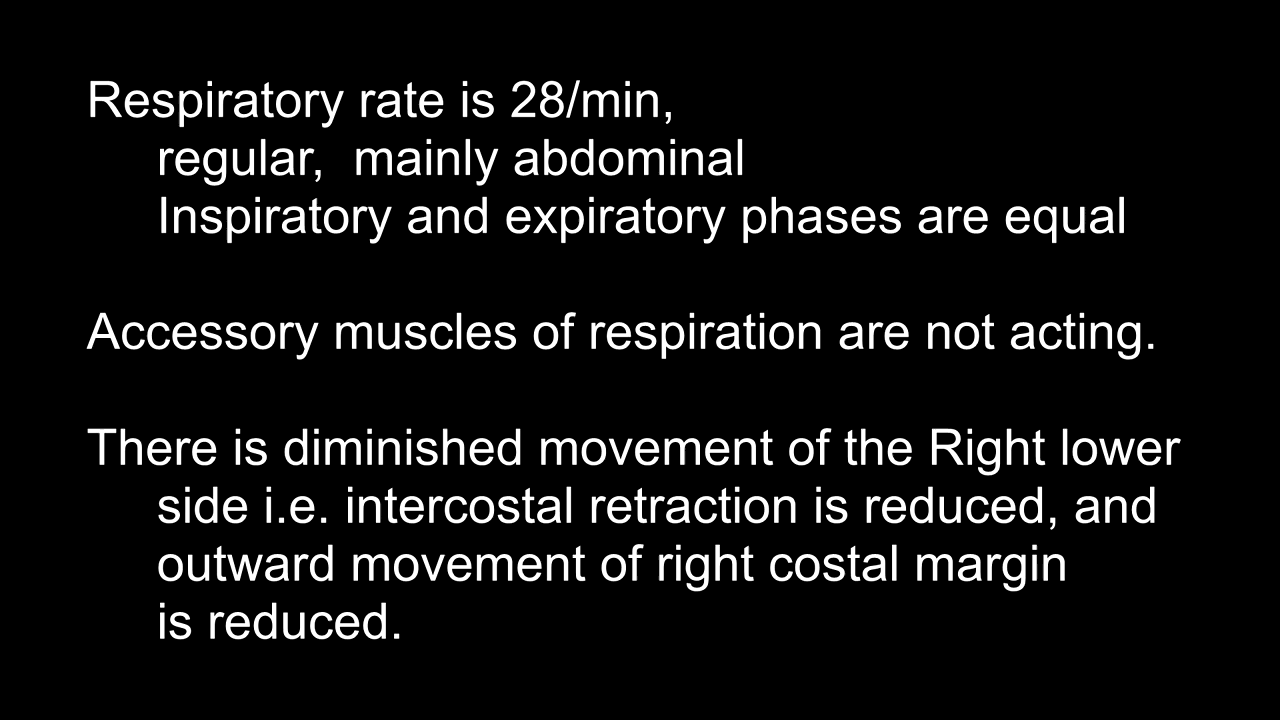 Respiratory rate is 28/min,
regular,  mainly abdominal
Inspiratory and expiratory phases are equal
Accessory muscles of respiration are not acting.
There is diminished movement of the Right lower
side i.e. intercostal retraction is reduced, and
outward movement of right costal margin
is reduced.